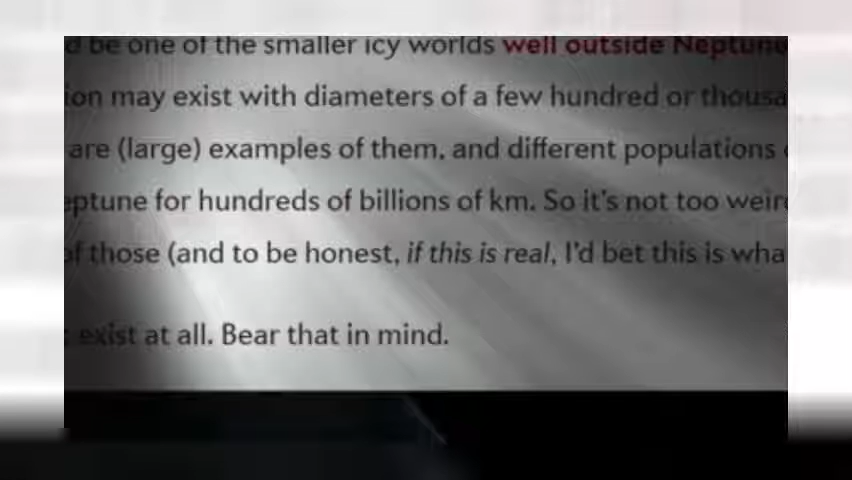 d be one of the smaller icy worlds well outside Neptune
ion may exist with diameters of a few hundred or thousa
are (large) examples of them, and different populations
eptune for hundreds of billions of km. So it's not too weird
of those (and to be honest, if this is real, I'd bet this is wha
exist at all. Bear that in mind.